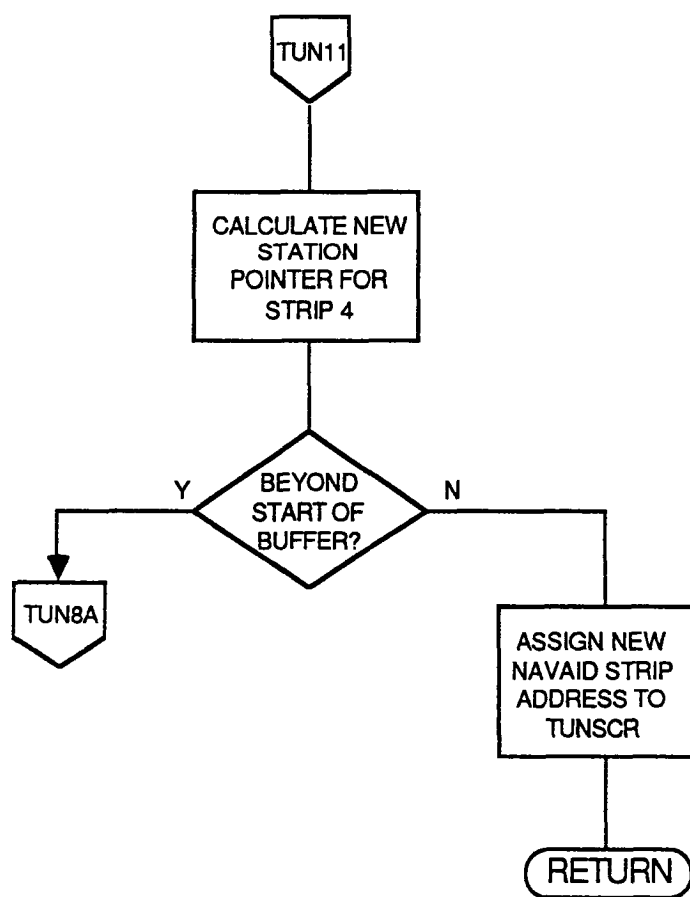 TUN11
CALCULATE NEW
STATION
POINTER FOR
STRIP 4
Y
BEYOND
START OF
BUFFER?
N
TUN8A
ASSIGN NEW
NAVAID STRIP
ADDRESS TO
TUNSCR
RETURN